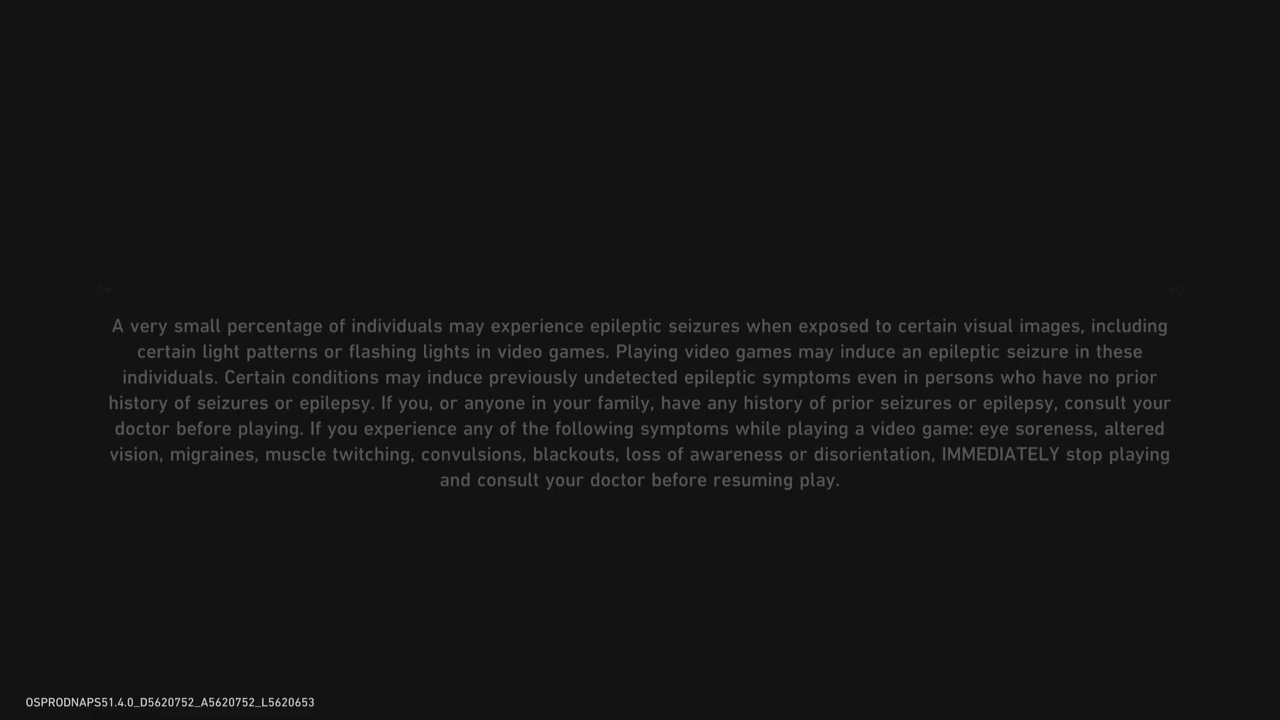 A very small percentage of individuals may experience epileptic seizures when exposed to certain visual images, including
certain light patterns or flashing lights in video games. Playing video games may induce an epileptic seizure in these
individuals. Certain conditions may induce previously undetected epileptic symptoms even in persons who have no prior
history of seizures or epilepsy. If you, or anyone in your family, have any history of prior seizures or epilepsy, consult your
doctor before playing. If you experience any of the following symptoms while playing a video game: eye soreness, altered
vision, migraines, muscle twitching, convulsions, blackouts, loss of awareness or disorientation, IMMEDIATELY stop playing
and consult your doctor before resuming play.
OSPRODNAPS51.4.0_D5620752_A5620752_L5620653